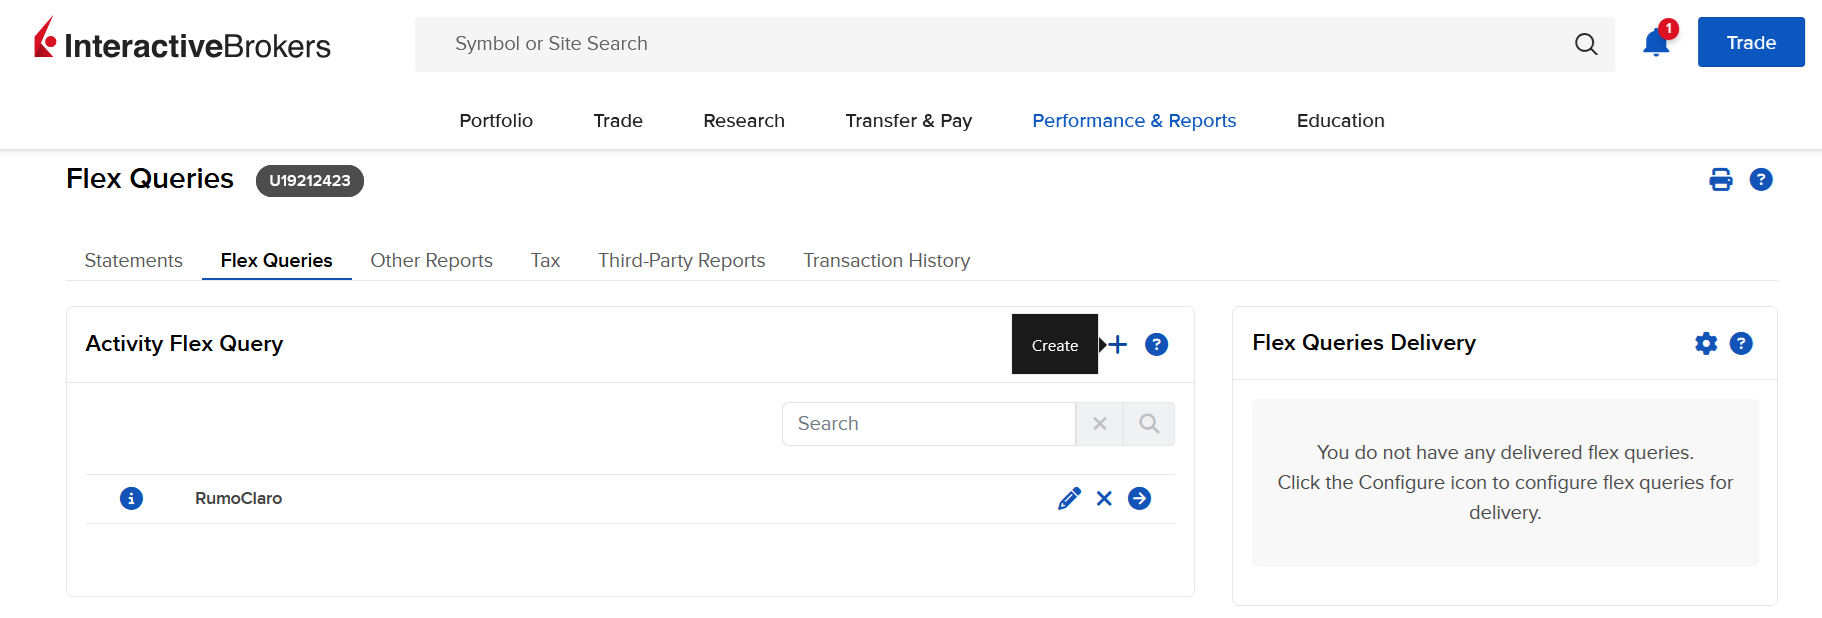 InteractiveBrokers
Symbol or Site Search
1
Trade
Portfolio
Trade
Research
Transfer & Pay
Performance & Reports
Education
Flex Queries
U19212423
?
Statements
Flex Queries
Other Reports
Tax
Third-Party Reports
Transaction History
Activity Flex Query
Create
?
Search
i
RumoClaro
Flex Queries Delivery
?
You do not have any delivered flex queries.
Click the Configure icon to configure flex queries for
delivery.